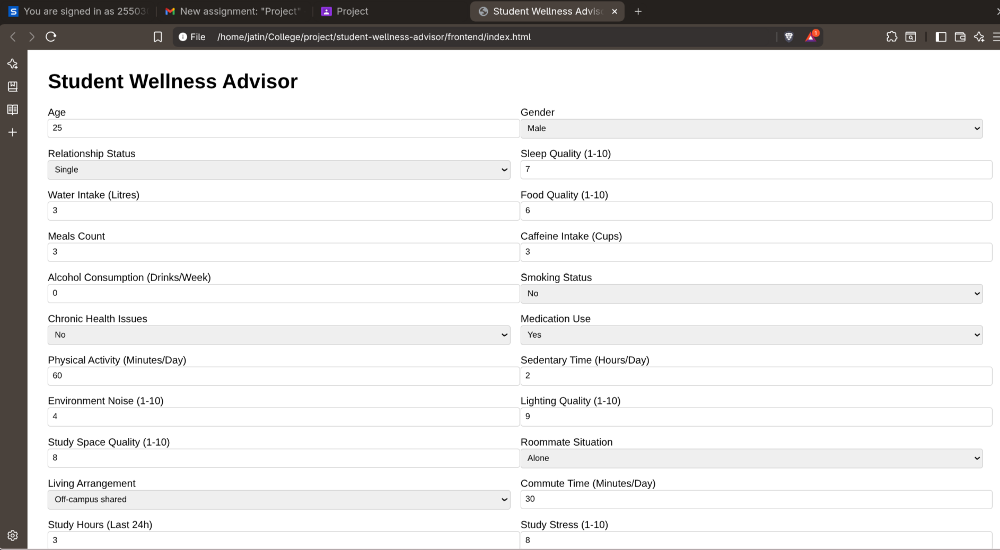 You are signed in as 25503
New assignment: "Project"
Project
Student Wellness Advis
File /home/jatin/College/project/student-wellness-advisor/frontend/index.html
1
Student Wellness Advisor
Age Gender
25 Male
Relationship Status Sleep Quality (1-10)
Single 7
Water Intake (Litres) Food Quality (1-10)
3 6
Meals Count Caffeine Intake (Cups)
3 3
Alcohol Consumption (Drinks/Week) Smoking Status
0 No
Chronic Health Issues Medication Use
No Yes
Physical Activity (Minutes/Day) Sedentary Time (Hours/Day)
60 2
Environment Noise (1-10) Lighting Quality (1-10)
4 9
Study Space Quality (1-10) Roommate Situation
8 Alone
Living Arrangement Commute Time (Minutes/Day)
Off-campus shared 30
Study Hours (Last 24h) Study Stress (1-10)
3 8